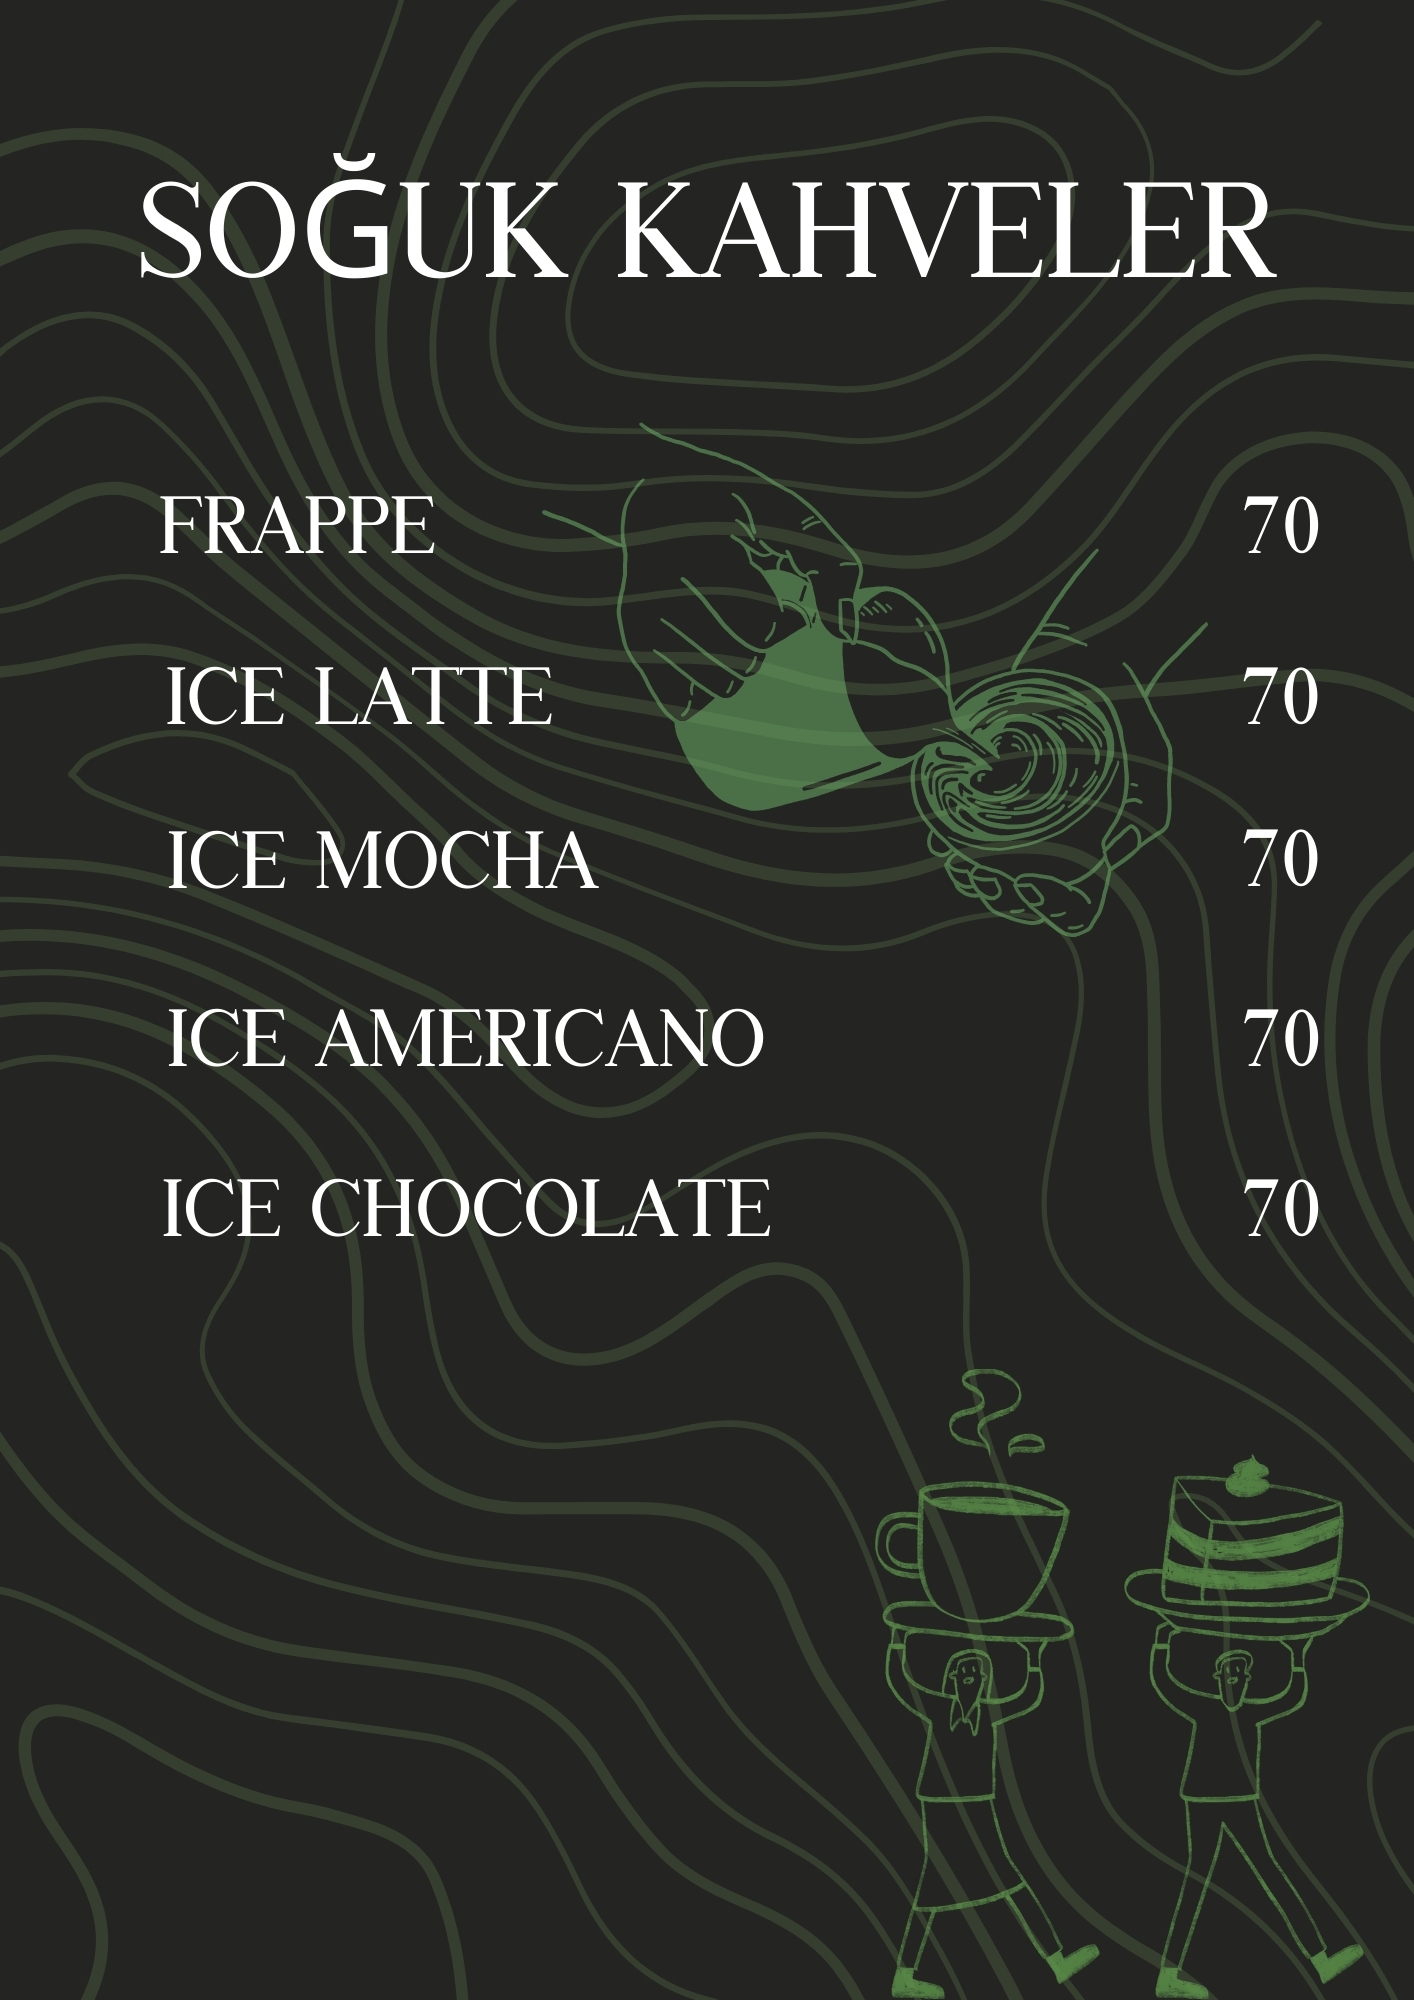 SOĞUK KAHVELER
FRAPPE 70
ICE LATTE 70
ICE MOCHA 70
ICE AMERICANO 70
ICE CHOCOLATE 70